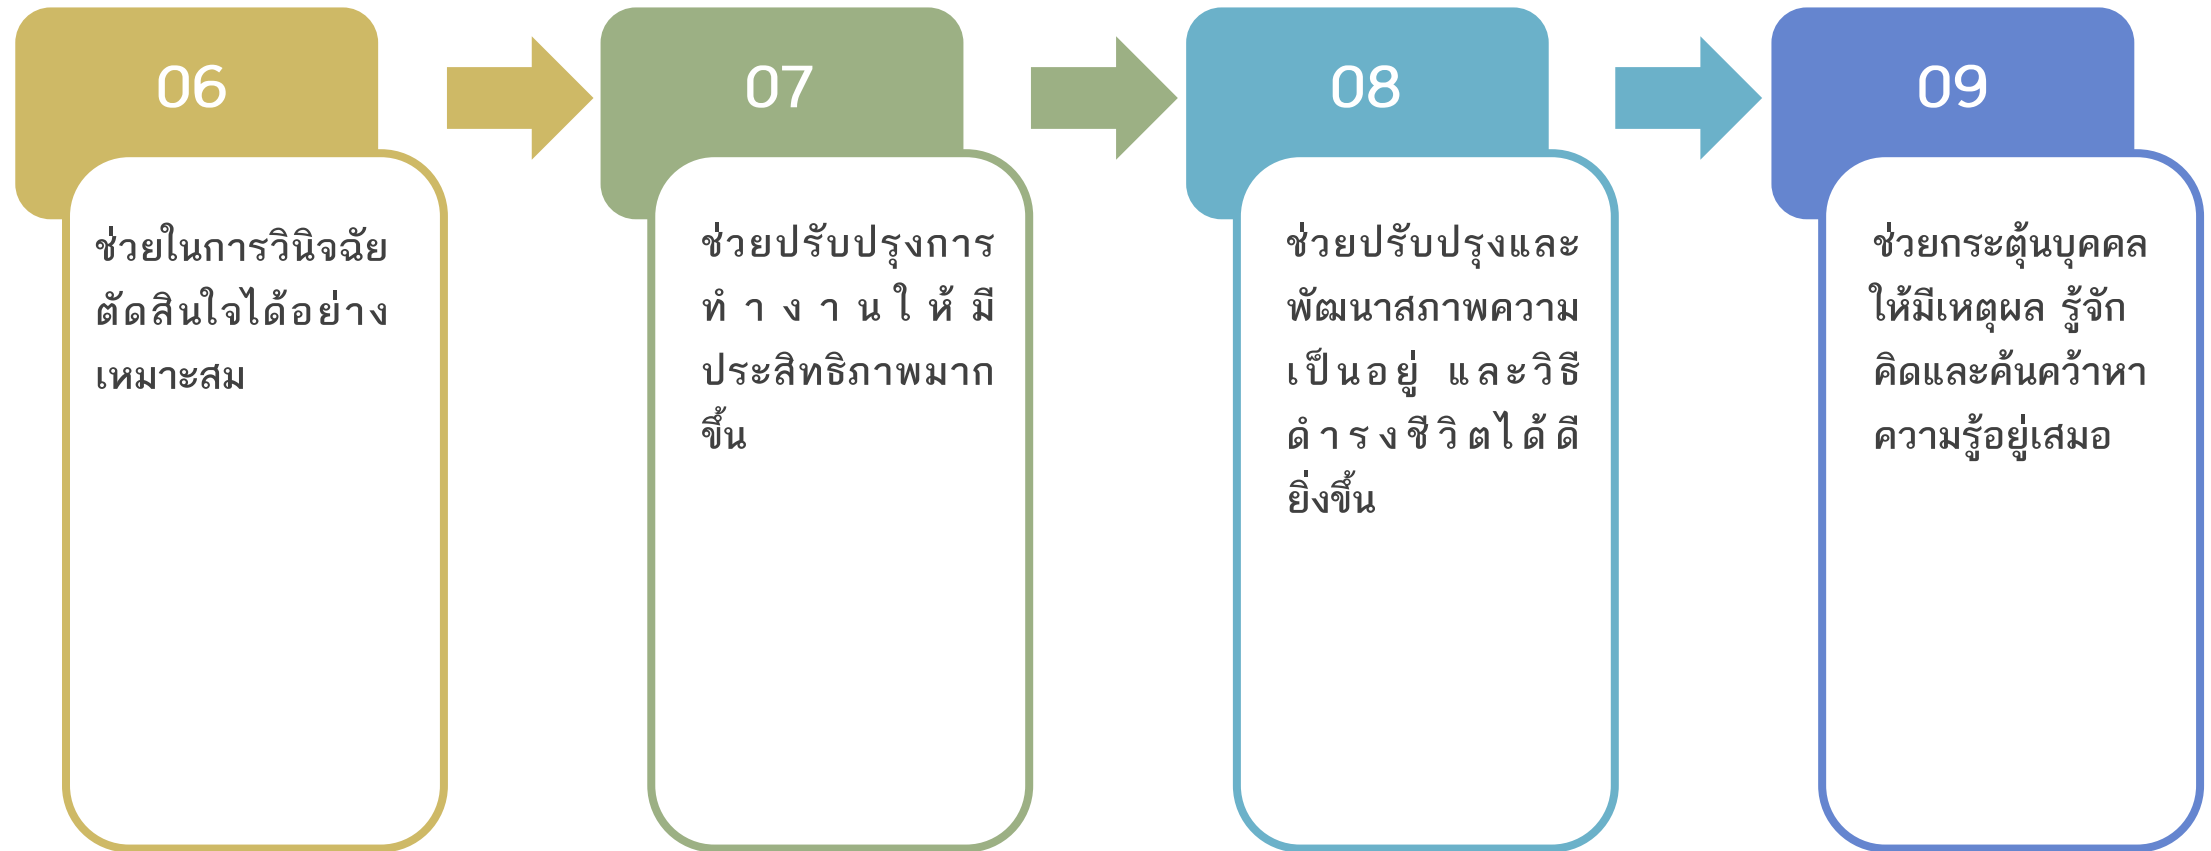 06
ช่วยในการวินิจฉัย
ตัดสินใจได้อย่าง
เหมาะสม
07
ช่วยปรับปรุงการ
ทำงานให้มี
ประสิทธิภาพมาก
ขึ้น
08
ช่วยปรับปรุงและ
พัฒนาสภาพความ
เป็นอยู่ และวิธี
ดำรงชีวิตได้ดี
ยิ่งขึ้น
09
ช่วยกระตุ้นบุคคล
ให้มีเหตุผล รู้จัก
คิดและค้นคว้าหา
ความรู้อยู่เสมอ